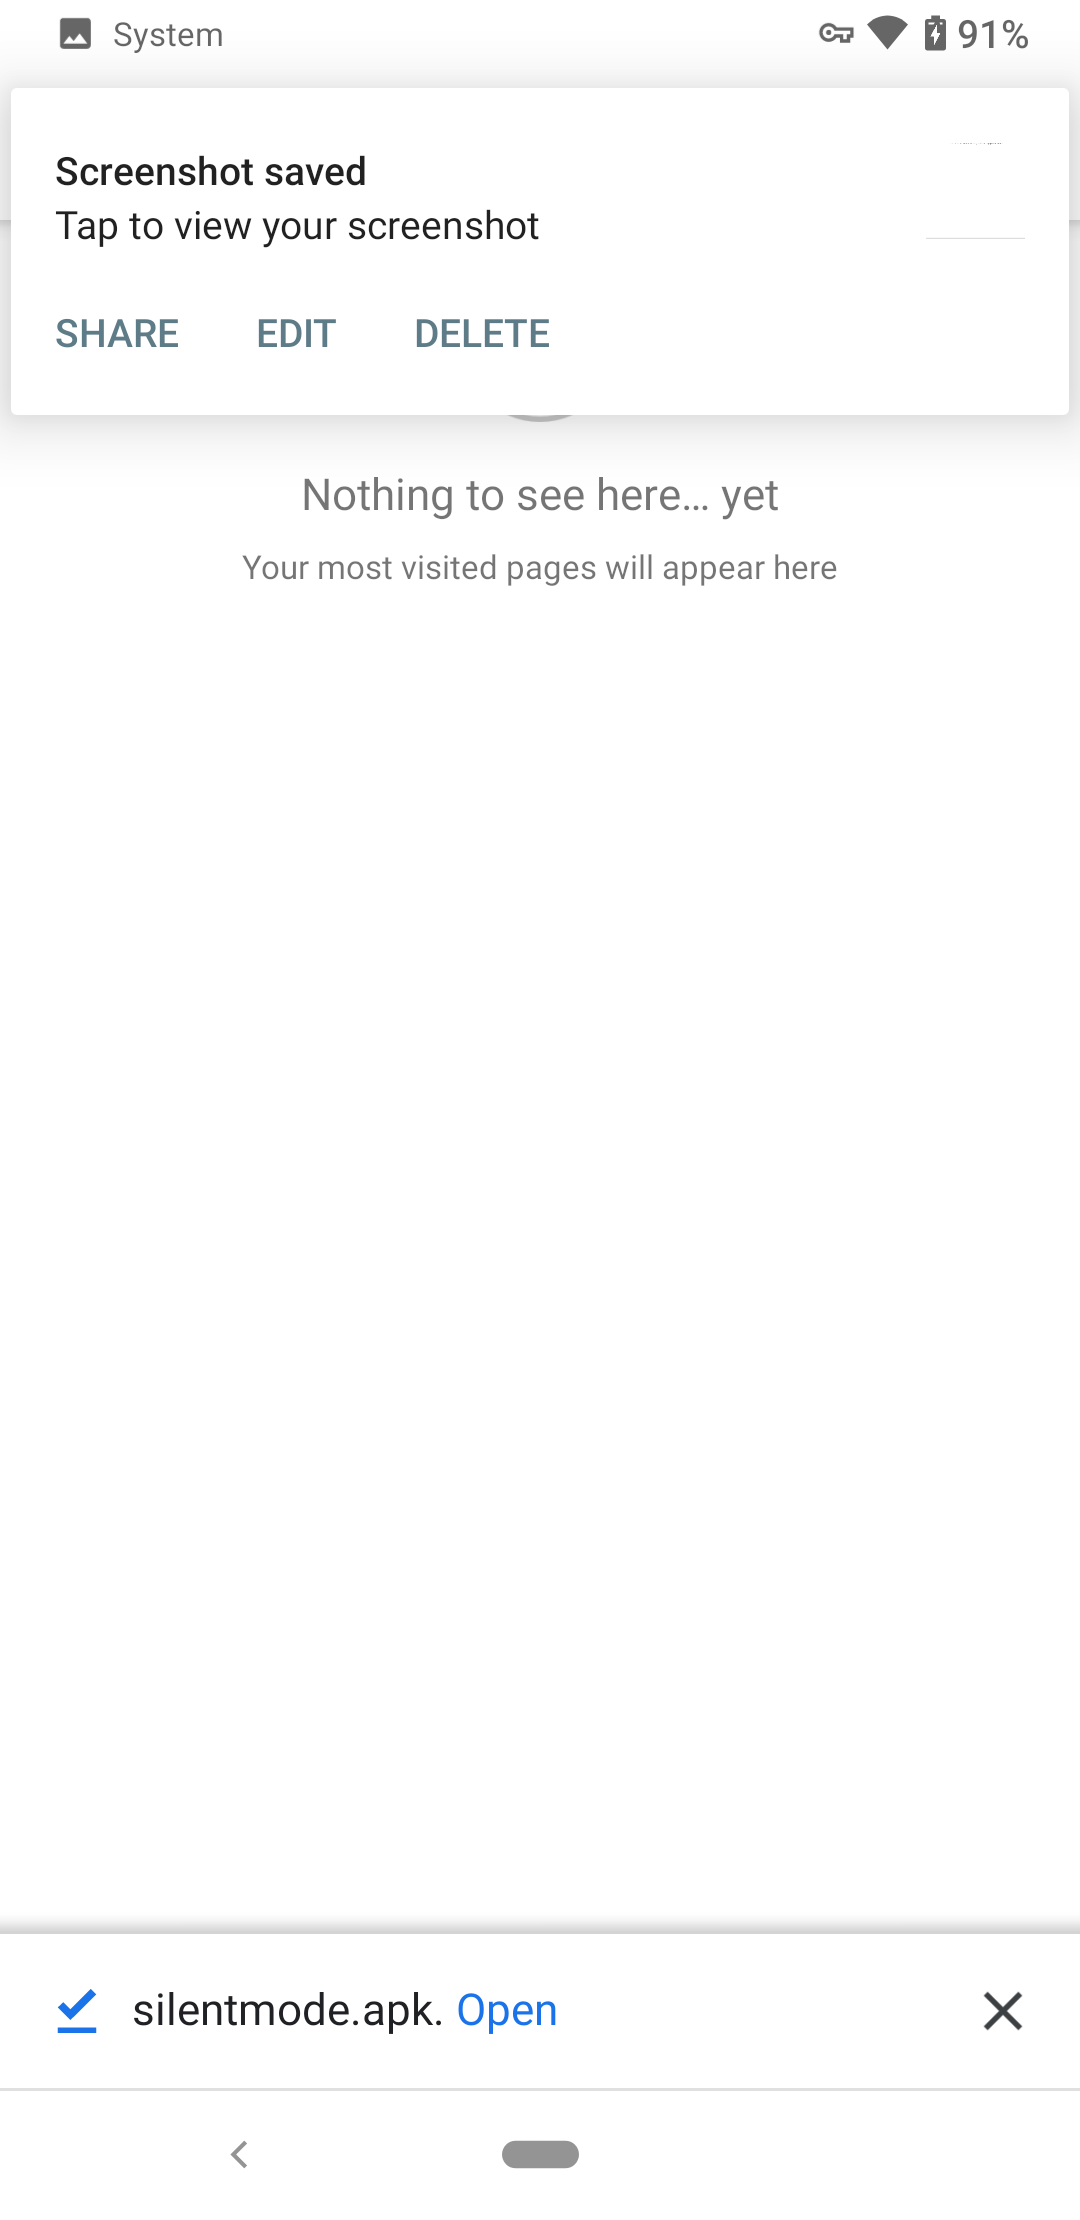 System
91%
Screenshot saved
Tap to view your screenshot
SHARE EDIT DELETE
Nothing to see here... yet
Your most visited pages will appear here
silentmode.apk. Open